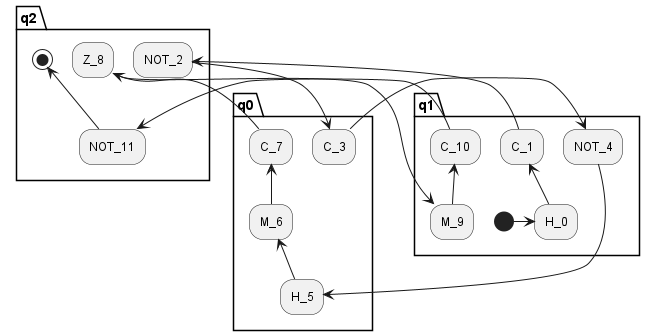 q2
Z_8
NOT_2
NOT_11
q0
C_7
C_3
M_6
H_5
q1
C_10
C_1
NOT_4
M_9
H_0